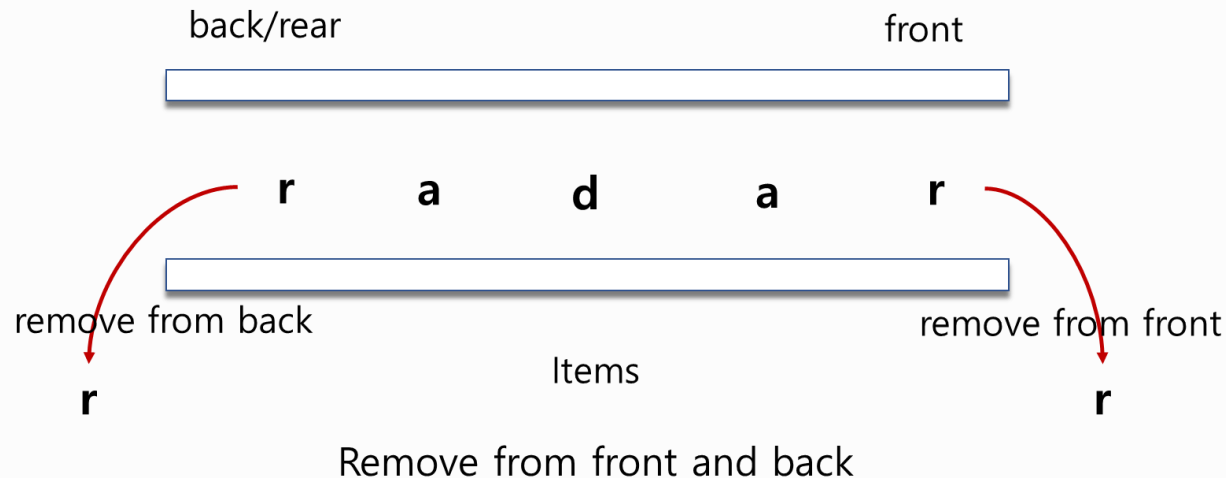 back/rear front
r a d a r
remove from back remove from front
Items
r r
Remove from front and back